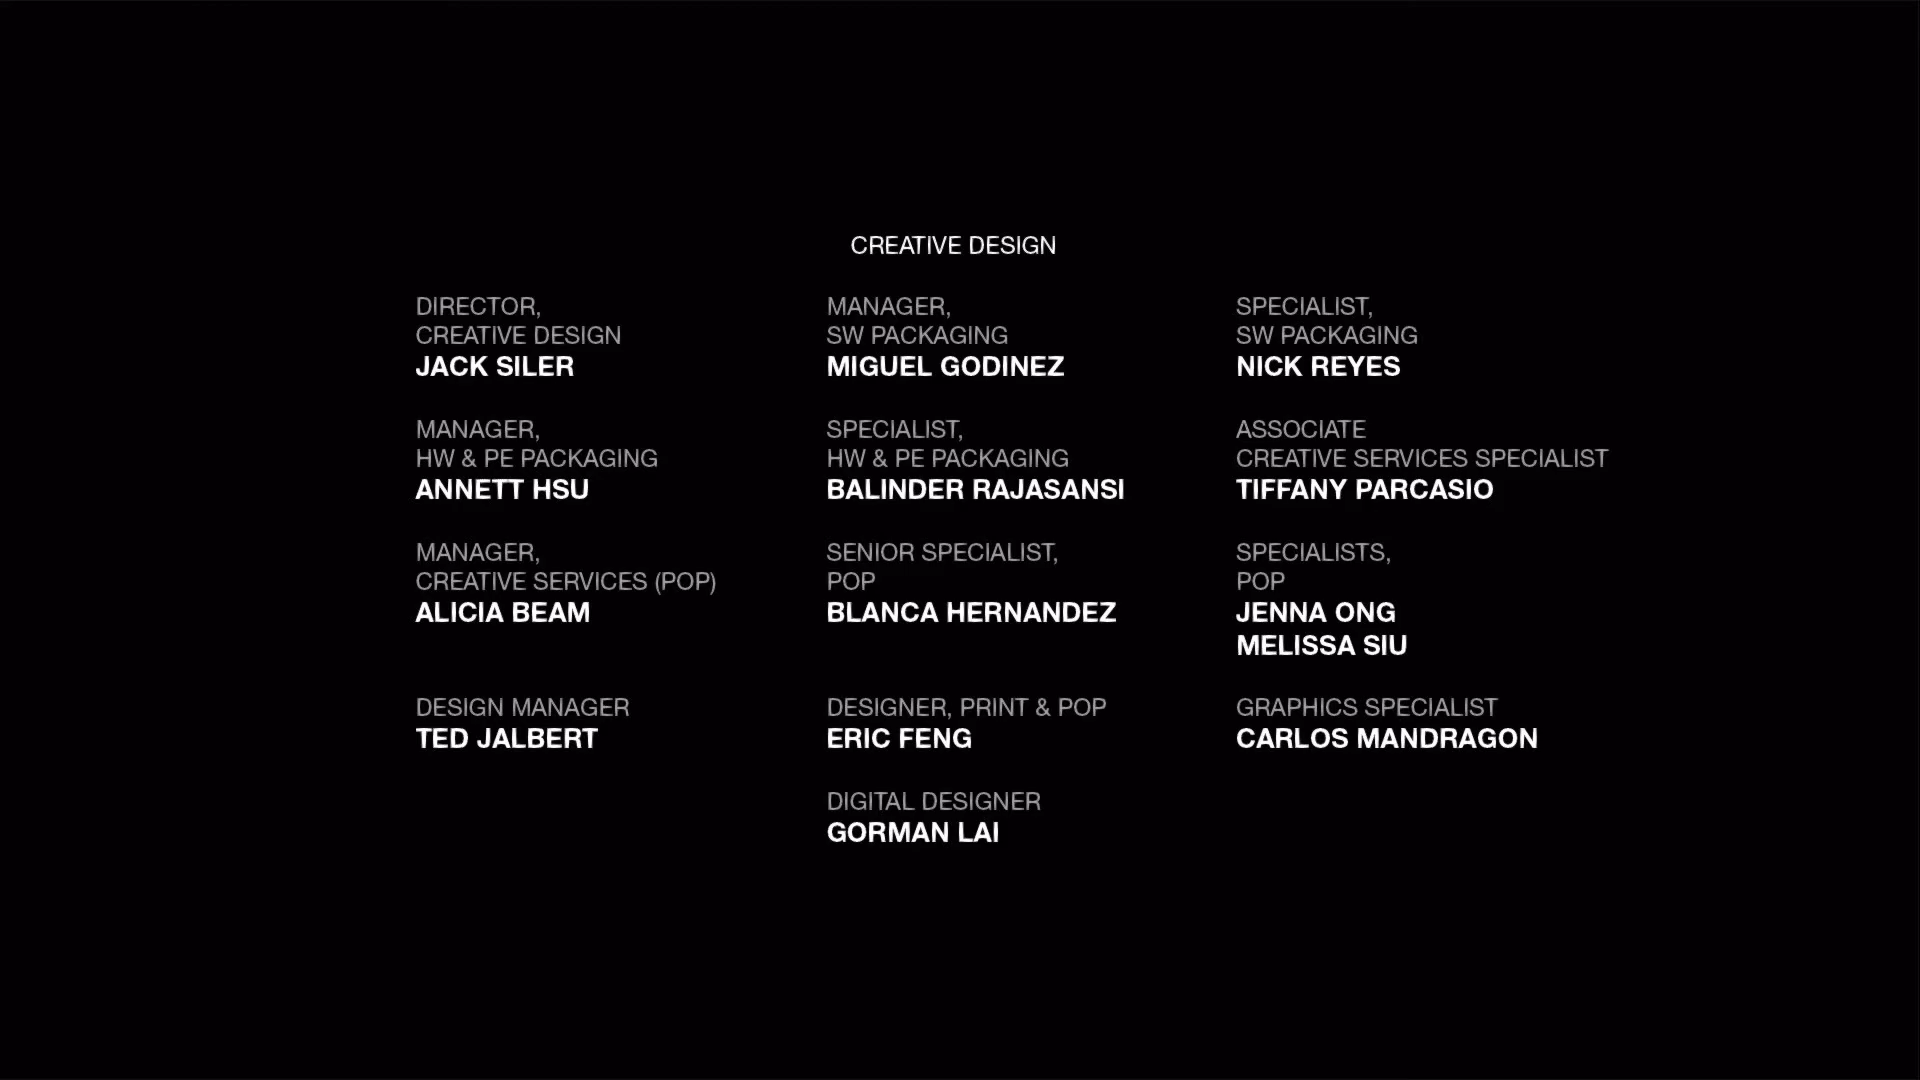 CREATIVE DESIGN
DIRECTOR,
CREATIVE DESIGN
JACK SILER
MANAGER,
SW PACKAGING
MIGUEL GODINEZ
SPECIALIST,
SW PACKAGING
NICK REYES
MANAGER,
HW & PE PACKAGING
ANNETT HSU
SPECIALIST,
HW & PE PACKAGING
BALINDER RAJASANSI
ASSOCIATE
CREATIVE SERVICES SPECIALIST
TIFFANY PARCASIO
MANAGER,
CREATIVE SERVICES (POP)
ALICIA BEAM
SENIOR SPECIALIST,
POP
BLANCA HERNANDEZ
SPECIALISTS,
POP
JENNA ONG
MELISSA SIU
DESIGN MANAGER
TED JALBERT
DESIGNER, PRINT & POP
ERIC FENG
GRAPHICS SPECIALIST
CARLOS MANDRAGON
DIGITAL DESIGNER
GORMAN LAI